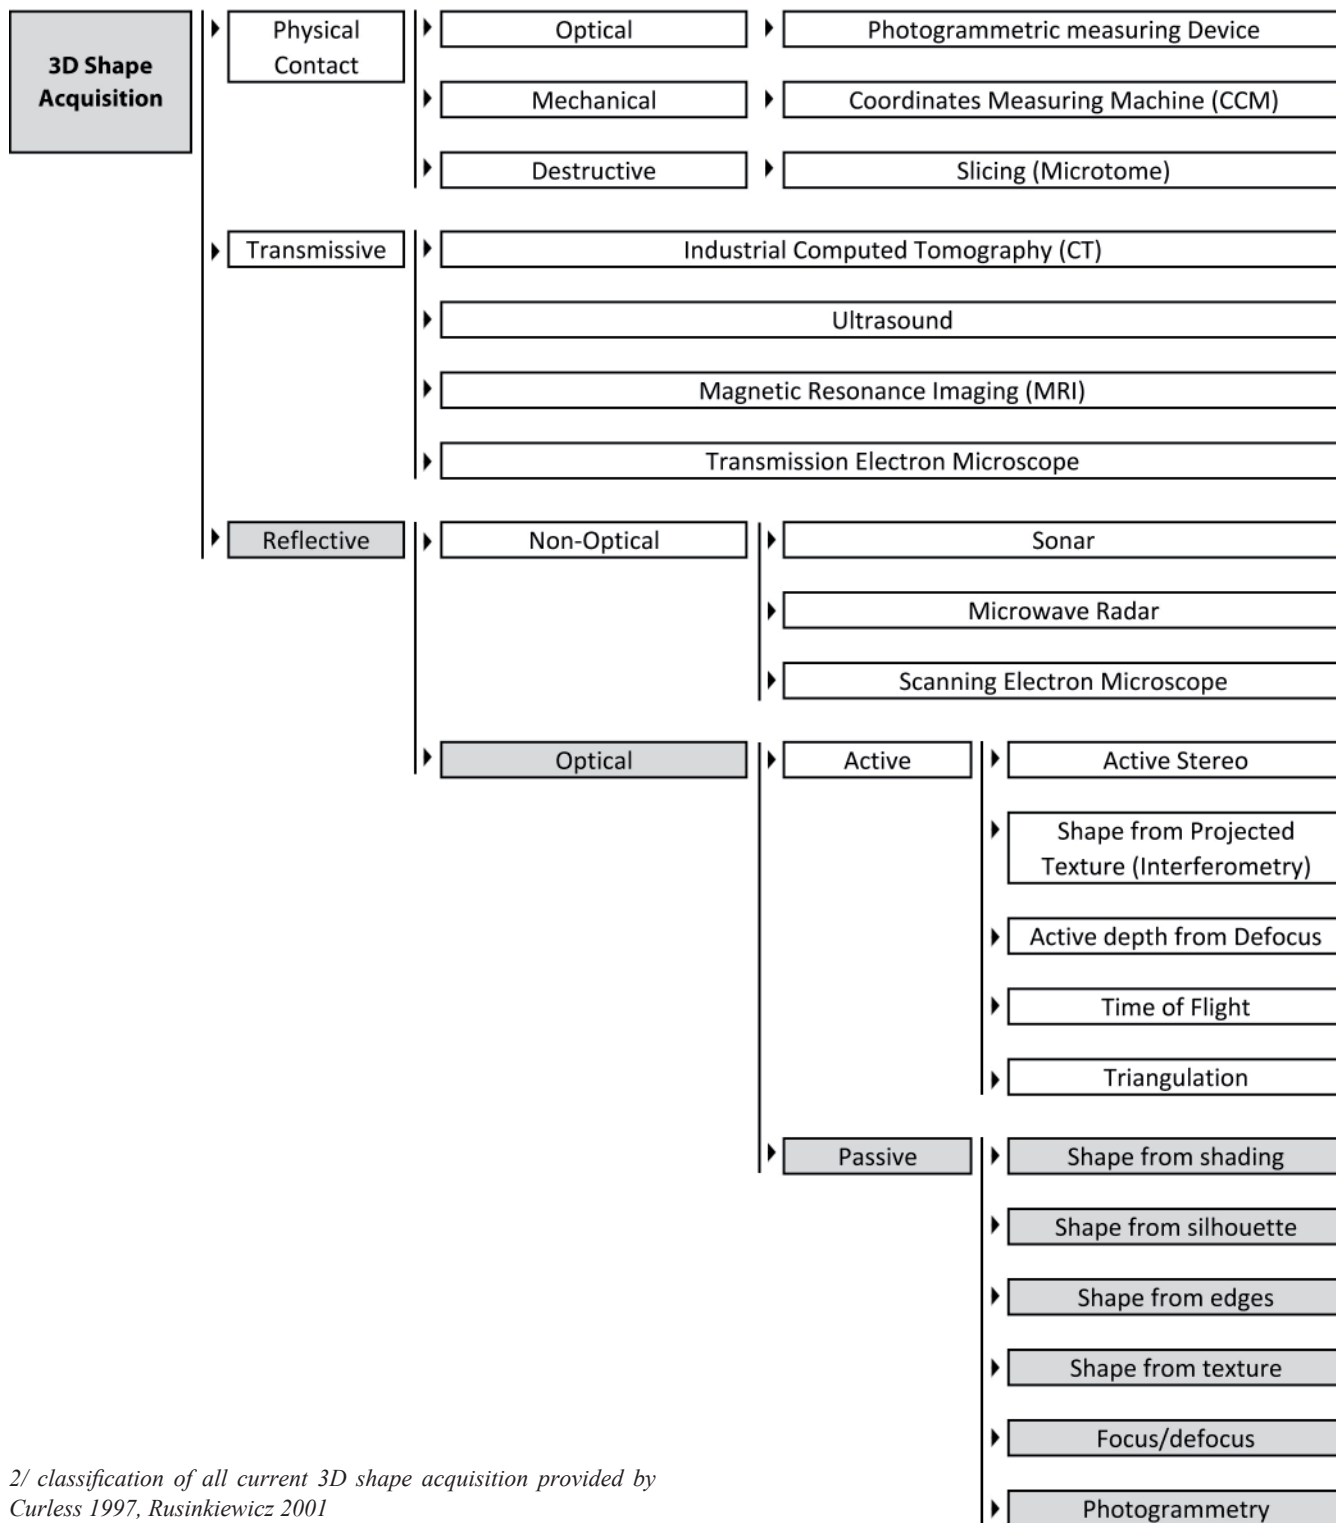 3D Shape
Acquisition
Physical
Contact
Optical
Photogrammetric measuring Device
Mechanical
Coordinates Measuring Machine (CCM)
Destructive
Slicing (Microtome)
Transmissive
Industrial Computed Tomography (CT)
Ultrasound
Magnetic Resonance Imaging (MRI)
Transmission Electron Microscope
Reflective
Non-Optical
Sonar
Microwave Radar
Scanning Electron Microscope
Optical
Active
Active Stereo
Shape from Projected
Texture (Interferometry)
Active depth from Defocus
Time of Flight
Triangulation
Passive
Shape from shading
Shape from silhouette
Shape from edges
Shape from texture
Focus/defocus
Photogrammetry
2/ classification of all current 3D shape acquisition provided by
Curless 1997, Rusinkiewicz 2001